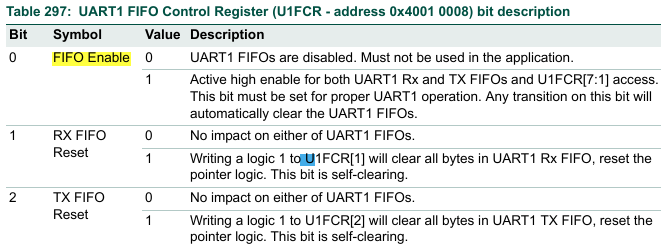 Table 297: UART1 FIFO Control Register (U1FCR - address 0x4001 0008) bit description
Bit Symbol Value Description
0 FIFO Enable 0 UART1 FIFOs are disabled. Must not be used in the application.
1 Active high enable for both UART1 Rx and TX FIFOs and U1FCR[7:1] access.
This bit must be set for proper UART1 operation. Any transition on this bit will
automatically clear the UART1 FIFOs.
1 RX FIFO 0 No impact on either of UART1 FIFOs.
Reset 1 Writing a logic 1 to U1FCR[1] will clear all bytes in UART1 Rx FIFO, reset the
pointer logic. This bit is self-clearing.
2 TX FIFO 0 No impact on either of UART1 FIFOs.
Reset 1 Writing a logic 1 to U1FCR[2] will clear all bytes in UART1 TX FIFO, reset the
pointer logic. This bit is self-clearing.